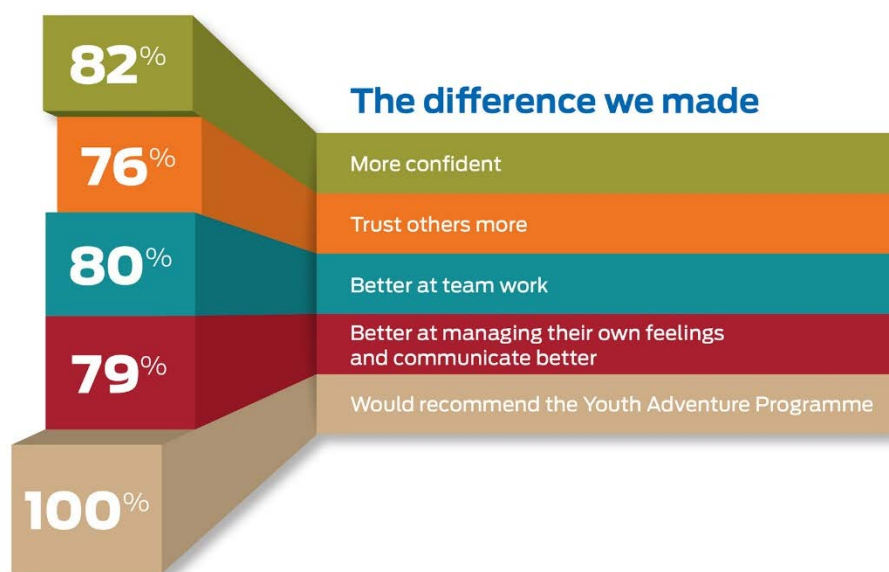 The difference we made
82%
More confident
76%
Trust others more
80%
Better at team work
79%
Better at managing their own feelings
and communicate better
100%
Would recommend the Youth Adventure Programme